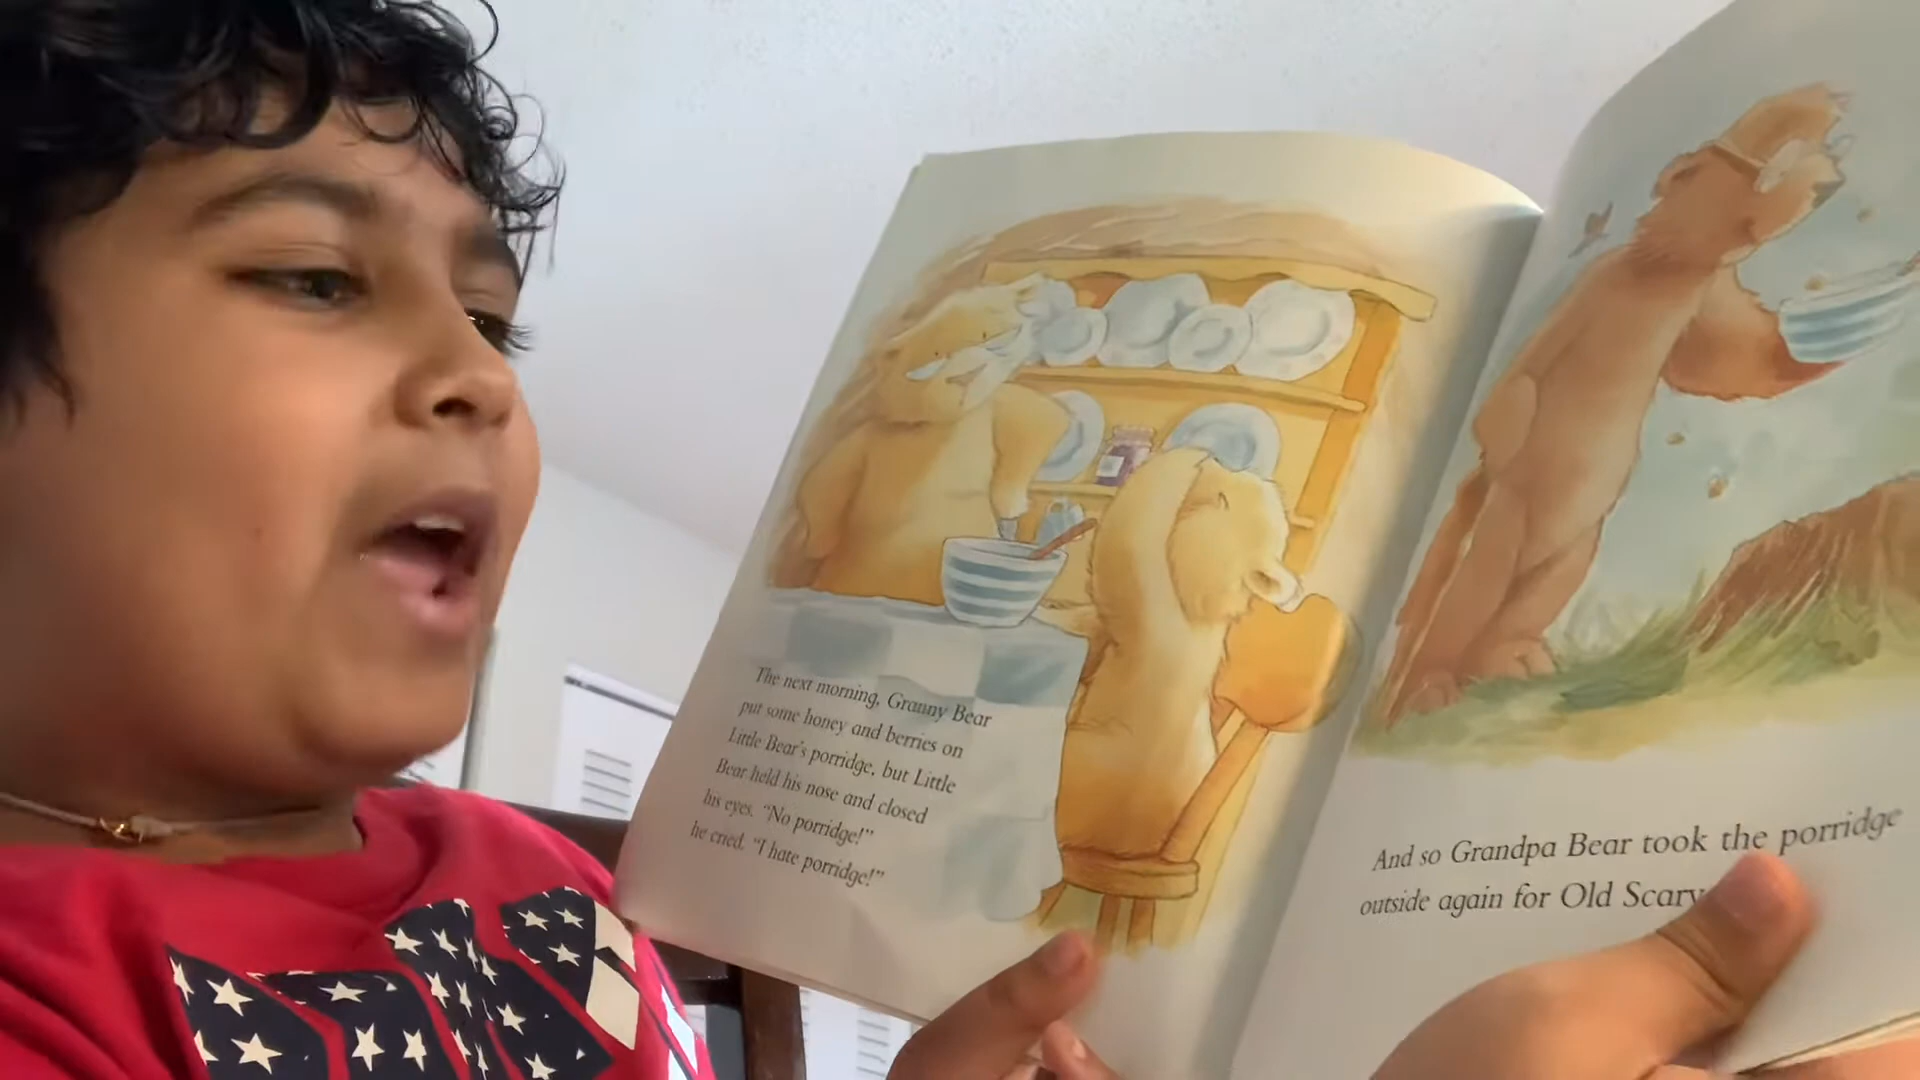 The next morning, Granny Bear
put some honey and berries on
Little Bear's porridge, but Little
Bear held his nose and closed
his eyes. "No porridge!"
he cried. "I hate porridge!"
And so Grandpa Bear took the porridge
outside again for Old Scary